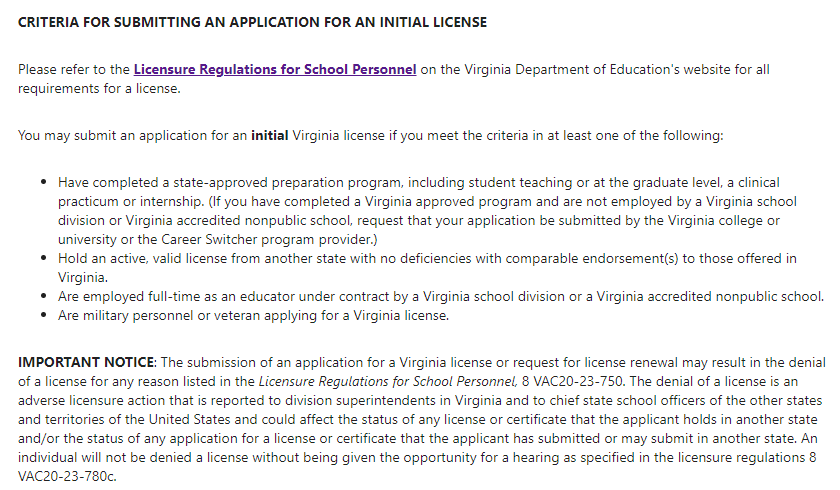 CRITERIA FOR SUBMITTING AN APPLICATION FOR AN INITIAL LICENSE
Please refer to the Licensure Regulations for School Personnel on the Virginia Department of Education's website for all
requirements for a license.
You may submit an application for an initial Virginia license if you meet the criteria in at least one of the following:
• Have completed a state-approved preparation program, including student teaching or at the graduate level, a clinical
practicum or internship. (If you have completed a Virginia approved program and are not employed by a Virginia school
division or Virginia accredited nonpublic school, request that your application be submitted by the Virginia college or
university or the Career Switcher program provider.)
• Hold an active, valid license from another state with no deficiencies with comparable endorsement(s) to those offered in
Virginia.
• Are employed full-time as an educator under contract by a Virginia school division or a Virginia accredited nonpublic school.
• Are military personnel or veteran applying for a Virginia license.
IMPORTANT NOTICE: The submission of an application for a Virginia license or request for license renewal may result in the denial
of a license for any reason listed in the Licensure Regulations for School Personnel, 8 VAC20-23-750. The denial of a license is an
adverse licensure action that is reported to division superintendents in Virginia and to chief state school officers of the other states
and territories of the United States and could affect the status of any license or certificate that the applicant holds in another state
and/or the status of any application for a license or certificate that the applicant has submitted or may submit in another state. An
individual will not be denied a license without being given the opportunity for a hearing as specified in the licensure regulations 8
VAC20-23-780c.